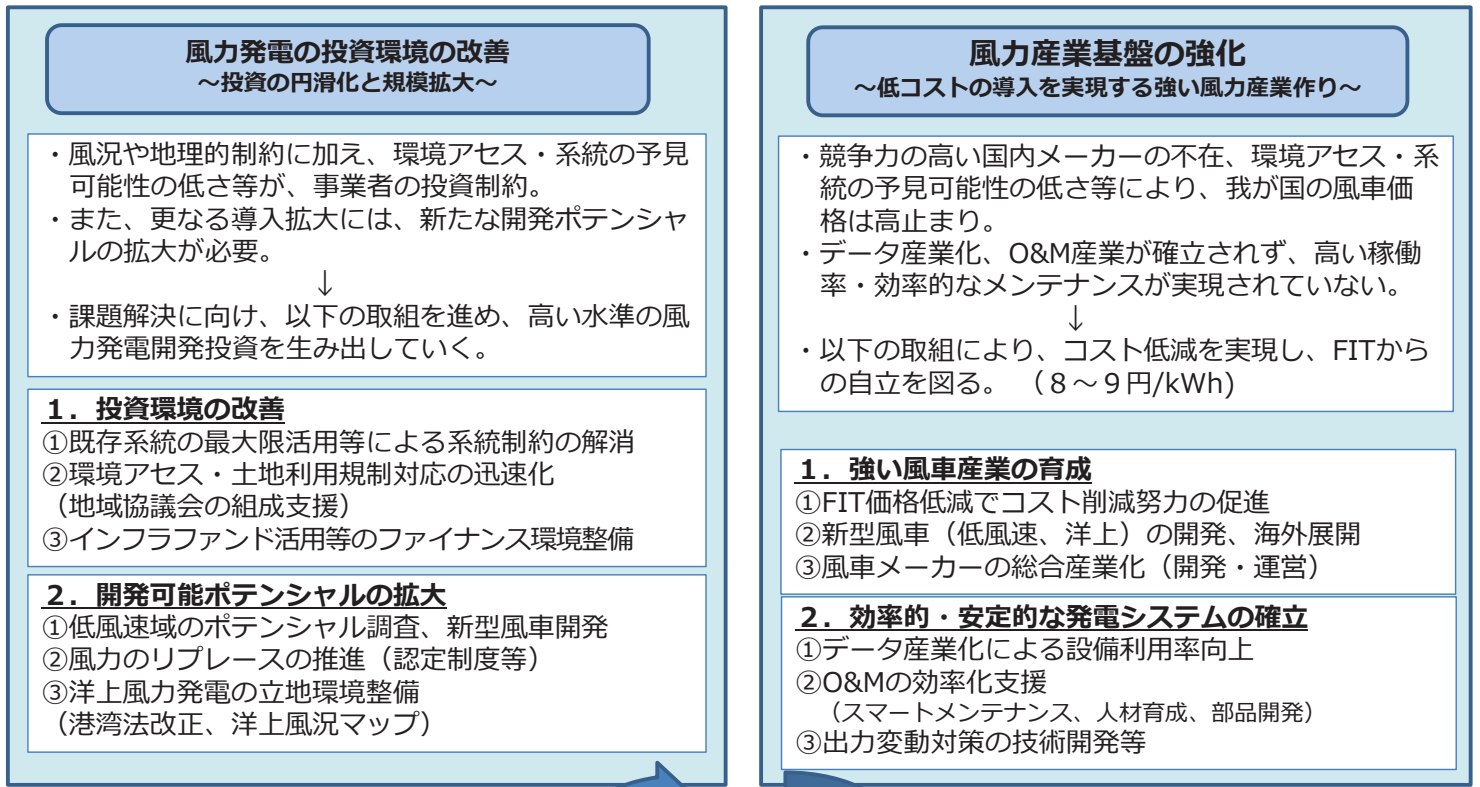 風力発電の投資環境の改善
～投資の円滑化と規模拡大～
・風況や地理的制約に加え、環境アセス・系統の予見
可能性の低さ等が、事業者の投資制約。
・また、更なる導入拡大には、新たな開発ポテンシャ
ルの拡大が必要。
↓
・課題解決に向け、以下の取組を進め、高い水準の風
力発電開発投資を生み出していく。
１．投資環境の改善
①既存系統の最大限活用等による系統制約の解消
②環境アセス・土地利用規制対応の迅速化
（地域協議会の組成支援）
③インフラファンド活用等のファイナンス環境整備
２．開発可能ポテンシャルの拡大
①低風速域のポテンシャル調査、新型風車開発
②風力のリプレースの推進（認定制度等）
③洋上風力発電の立地環境整備
（港湾法改正、洋上風況マップ）
風力産業基盤の強化
～低コストの導入を実現する強い風力産業作り～
・競争力の高い国内メーカーの不在、環境アセス・系
統の予見可能性の低さ等により、我が国の風車価
格は高止まり。
・データ産業化、O&M産業が確立されず、高い稼働
率・効率的なメンテナンスが実現されていない。
↓
・以下の取組により、コスト低減を実現し、FITから
の自立を図る。（８～９円/kWh)
１．強い風車産業の育成
①FIT価格低減でコスト削減努力の促進
②新型風車（低風速、洋上）の開発、海外展開
③風車メーカーの総合産業化（開発・運営）
２．効率的・安定的な発電システムの確立
①データ産業化による設備利用率向上
②O&Mの効率化支援
（スマートメンテナンス、人材育成、部品開発）
③出力変動対策の技術開発等